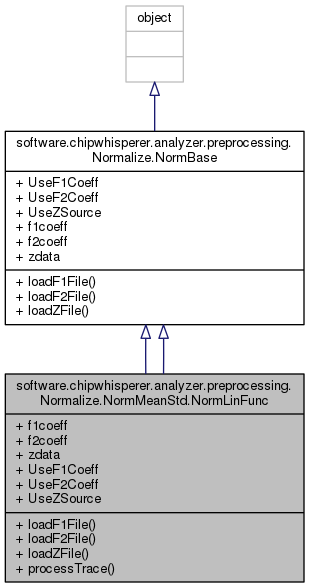 object
software.chipwhisperer.analyzer.preprocessing.
Normalize.NormBase
+ UseF1Coeff
+ UseF2Coeff
+ UseZSource
+ f1coeff
+ f2coeff
+ zdata
+ loadF1File()
+ loadF2File()
+ loadZFile()
software.chipwhisperer.analyzer.preprocessing.
Normalize.NormMeanStd.NormLinFunc
+ f1coeff
+ f2coeff
+ zdata
+ UseF1Coeff
+ UseF2Coeff
+ UseZSource
+ loadF1File()
+ loadF2File()
+ loadZFile()
+ processTrace()